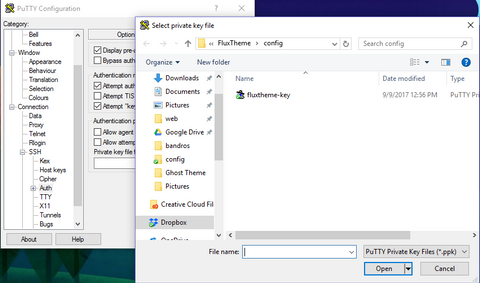 PuTTY Configuration
Category:
Bell
Features
Window
Appearance
Behaviour
Translation
Selection
Colours
Connection
Data
Proxy
Telnet
Rlogin
SSH
Kex
Host keys
Cipher
Auth
TTY
X11
Tunnels
Bugs
About
Help
Option
Display pre-
Bypass auth
Authentication m
Attempt aut
Attempt TIS
Attempt "key
Authentication p
Allow agent
Allow attemp
Private key file f
Select private key file
FluxTheme > config
Search config
Organize
New folder
Downloads
Documents
Pictures
web
Google Drive
bandros
config
Ghost Theme
Pictures
Creative Cloud Fil
Dropbox
OneDrive
Name
Date modified
Type
fluxtheme-key
9/9/2017 12:56 PM
PuTTY Priv
File name:
PuTTY Private Key Files (*.ppk)
Open
Cancel